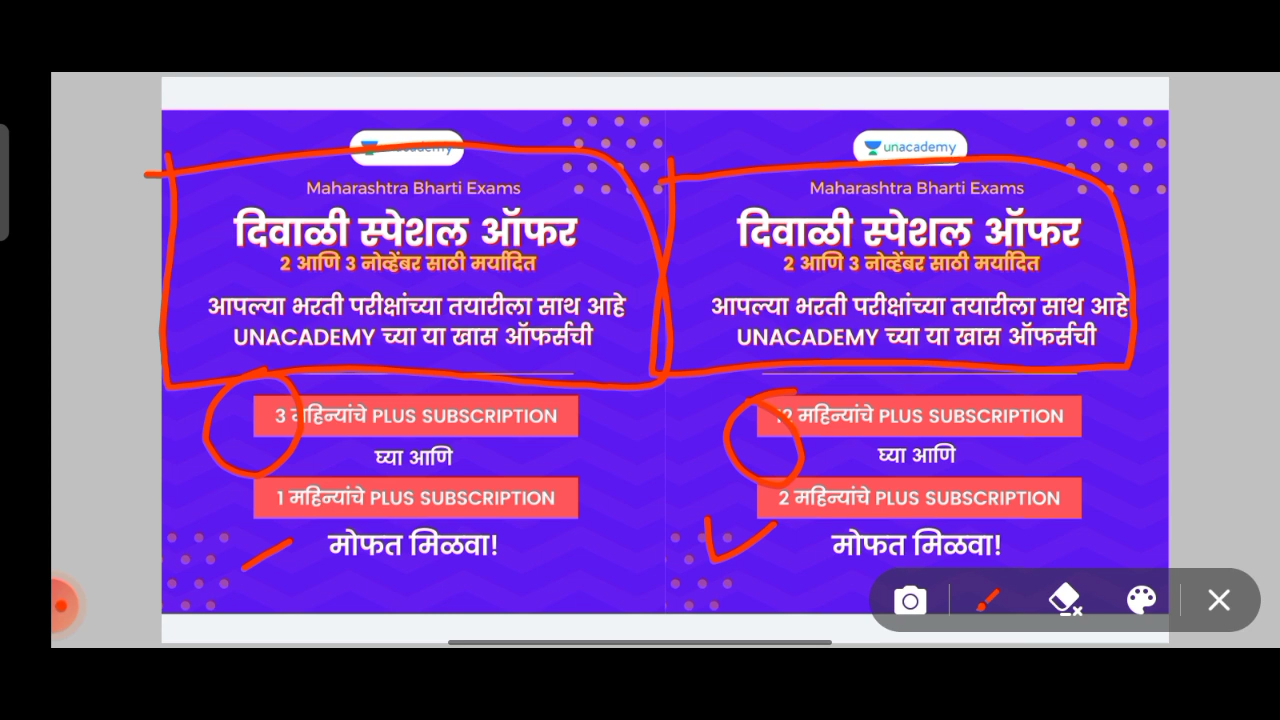 unacademy
Maharashtra Bharti Exams
दिवाळी स्पेशल ऑफर
2 आणि 3 नोव्हेंबर साठी मर्यादित
आपल्या भरती परीक्षांच्या तयारीला साथ आहे
UNACADEMY च्या या खास ऑफर्सची
3 महिन्यांचे PLUS SUBSCRIPTION
घ्या आणि
1 महिन्यांचे PLUS SUBSCRIPTION
मोफत मिळवा!
unacademy
Maharashtra Bharti Exams
दिवाळी स्पेशल ऑफर
2 आणि 3 नोव्हेंबर साठी मर्यादित
आपल्या भरती परीक्षांच्या तयारीला साथ आहे
UNACADEMY च्या या खास ऑफर्सची
12 महिन्यांचे PLUS SUBSCRIPTION
घ्या आणि
2 महिन्यांचे PLUS SUBSCRIPTION
मोफत मिळवा!